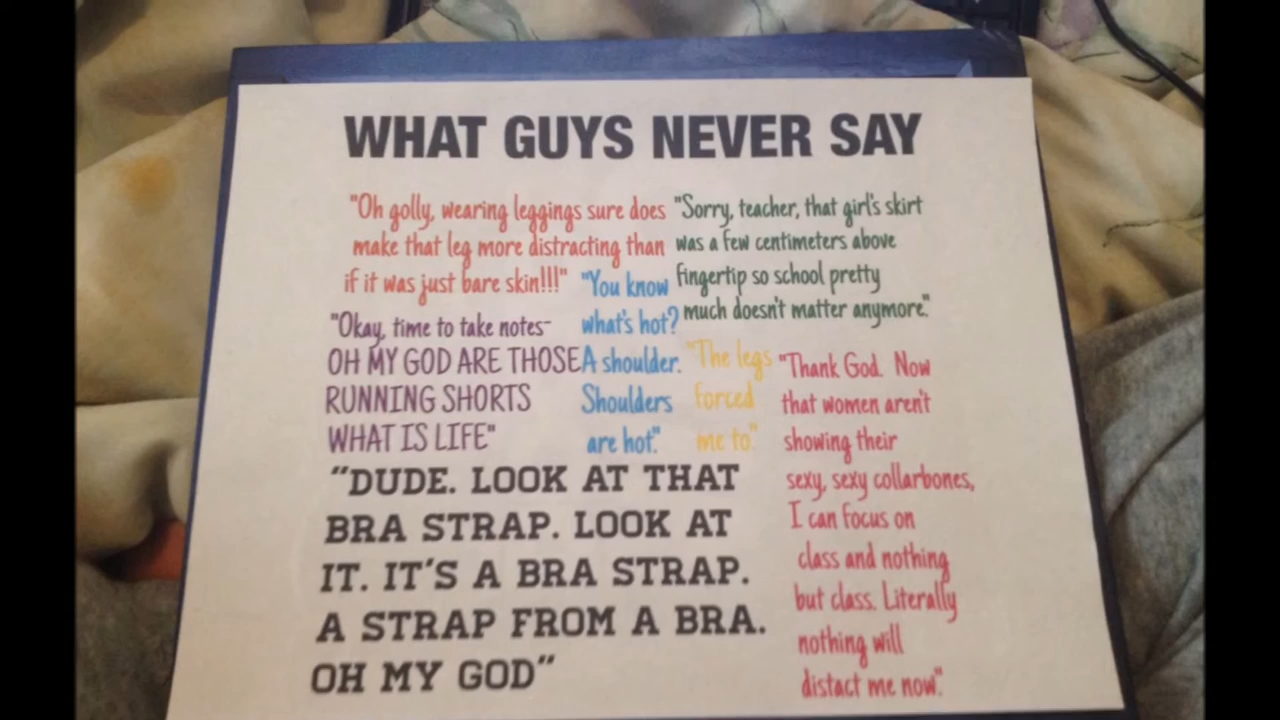 WHAT GUYS NEVER SAY
"Oh golly, wearing leggings sure does
make that leg more distracting than
if it was just bare skin!!!"
"Sorry, teacher, that girl's skirt
was a few centimeters above
fingertip so school pretty
much doesn't matter anymore."
"Okay, time to take notes-
OH MY GOD ARE THOSE
RUNNING SHORTS
WHAT IS LIFE"
"You know
what's hot?
A shoulder.
Shoulders
are hot."
"The legs
forced
me to."
"Thank God. Now
that women aren't
showing their
sexy, sexy collarbones,
I can focus on
class and nothing
but class. Literally
nothing will
distact me now."
"DUDE. LOOK AT THAT
BRA STRAP. LOOK AT
IT. IT'S A BRA STRAP.
A STRAP FROM A BRA.
OH MY GOD"